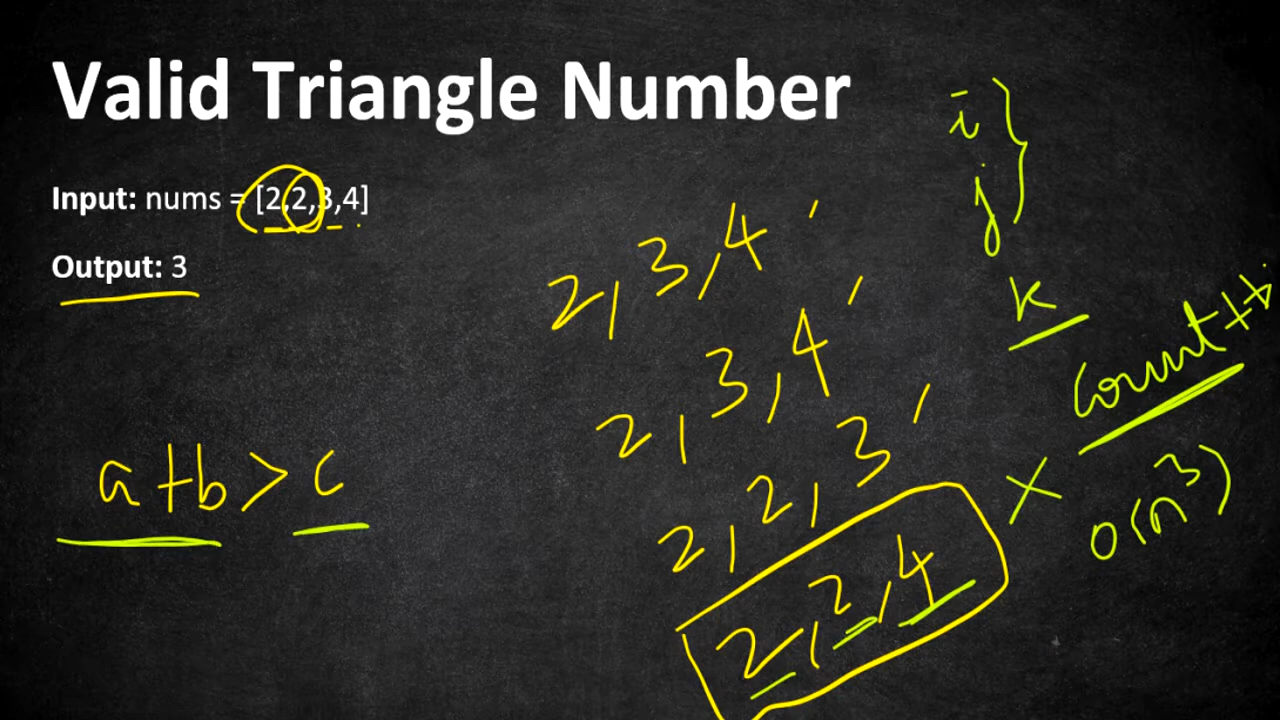 Valid Triangle Number
Input: nums = [2,2,3,4]
Output: 3
a+b>c
2,3,4
2,3,4
2,2,3
2,2,4
i
j
k
count++;
O(n³)